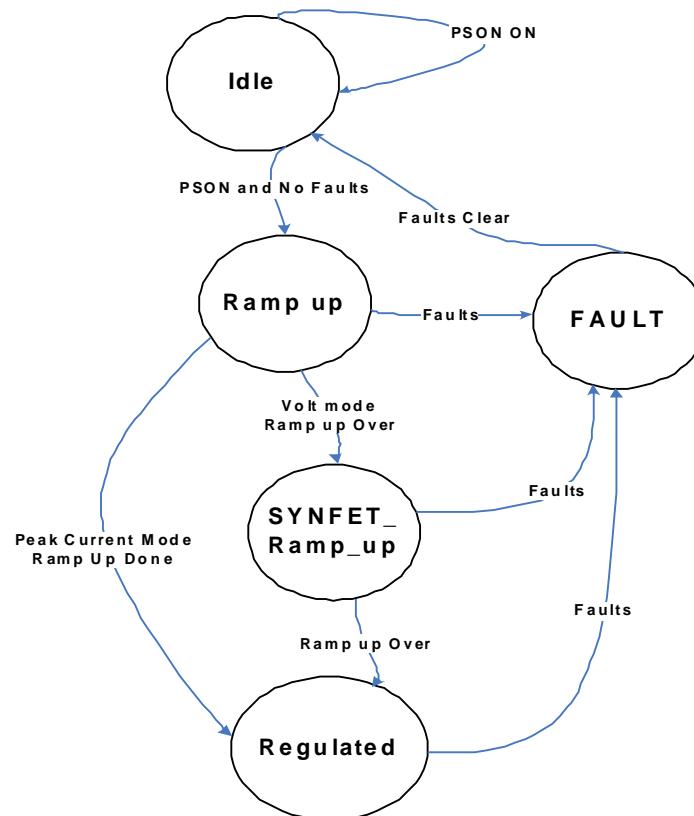 PSON ON
Idle
PSON and No Faults
Faults Clear
Ramp up
Faults
FAULT
Volt mode
Ramp up Over
SYNFET_
Ramp_up
Faults
Peak Current Mode
Ramp Up Done
Faults
Ramp up Over
Regulated